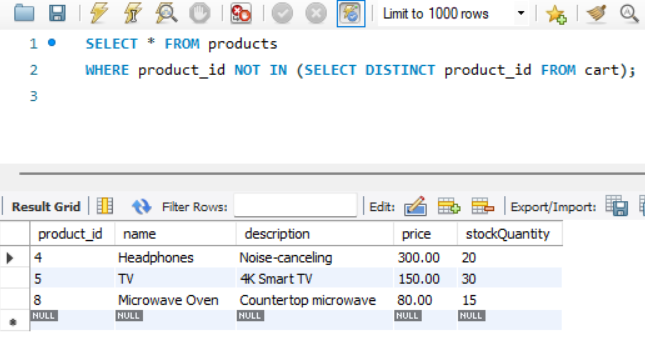 Limit to 1000 rows
1 SELECT * FROM products
2 WHERE product_id NOT IN (SELECT DISTINCT product_id FROM cart);
3
Result Grid Filter Rows: Edit: Export/Import:
product_id name description price stockQuantity
4 Headphones Noise-canceling 300.00 20
5 TV 4K Smart TV 150.00 30
8 Microwave Oven Countertop microwave 80.00 15
NULL NULL NULL NULL NULL